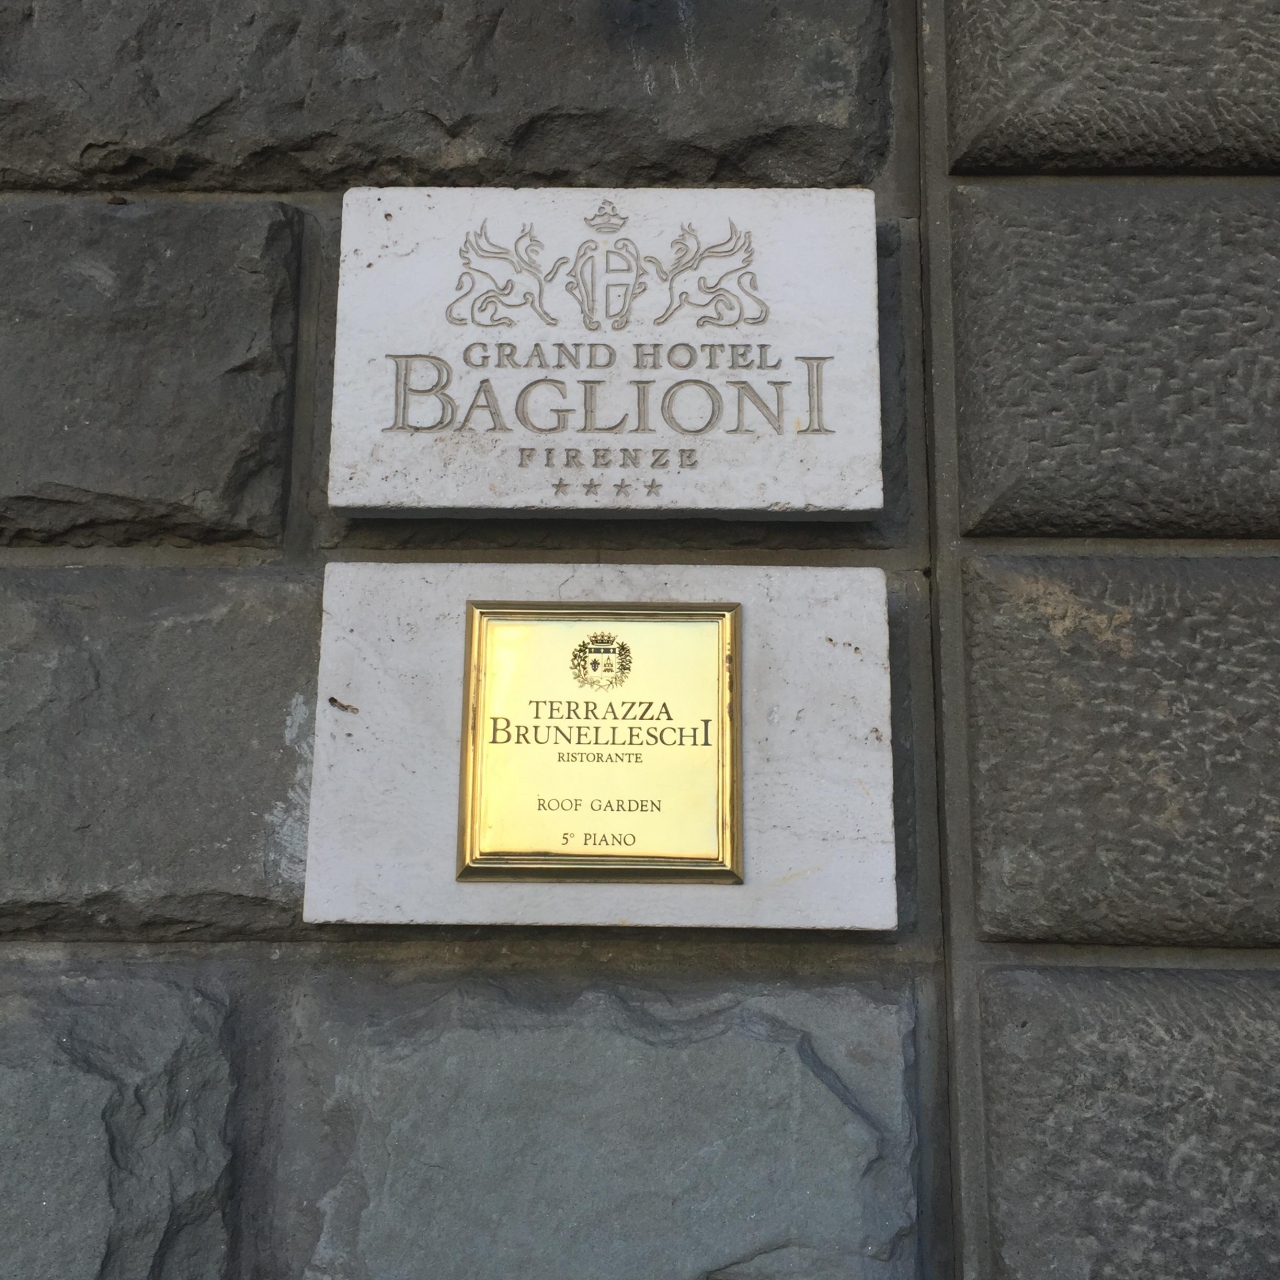 GRAND HOTEL
BAGLIONI
FIRENZE
★★★★
TERRAZZA
BRUNELLESCHI
RISTORANTE
ROOF GARDEN
5° PIANO